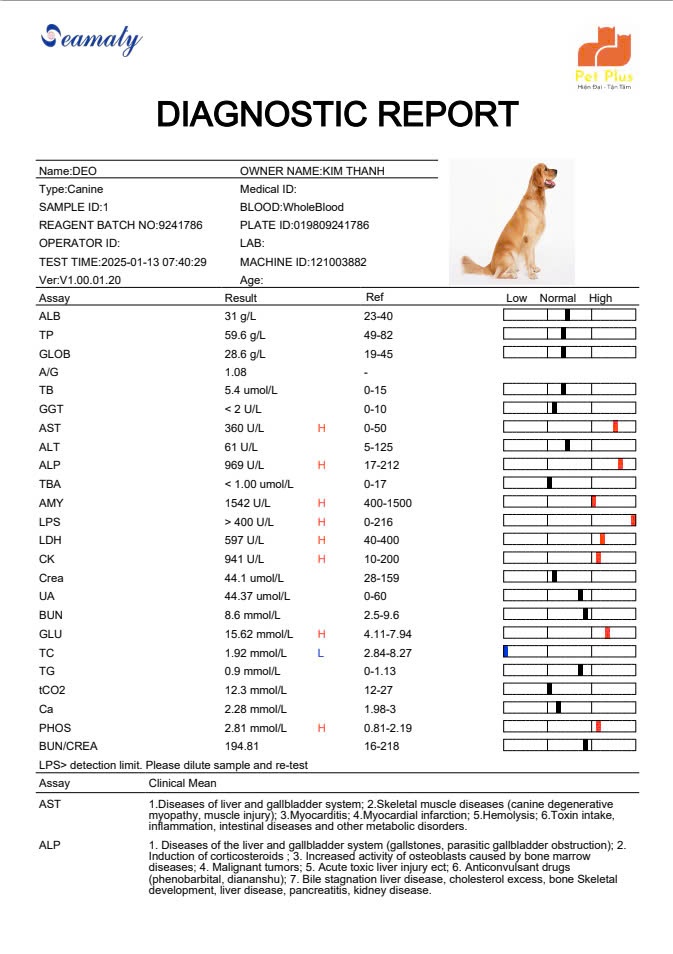 Seamaty
Pet Plus
Hiện Đại - Tận Tâm
DIAGNOSTIC REPORT
Name:DEO OWNER NAME:KIM THANH
Type:Canine Medical ID:
SAMPLE ID:1 BLOOD:WholeBlood
REAGENT BATCH NO:9241786 PLATE ID:019809241786
OPERATOR ID: LAB:
TEST TIME:2025-01-13 07:40:29 MACHINE ID:121003882
Ver:V1.00.01.20 Age:
Assay Result Ref Low Normal High
ALB 31 g/L 23-40
TP 59.6 g/L 49-82
GLOB 28.6 g/L 19-45
A/G 1.08 -
TB 5.4 umol/L 0-15
GGT < 2 U/L 0-10
AST 360 U/L H 0-50
ALT 61 U/L 5-125
ALP 969 U/L H 17-212
TBA < 1.00 umol/L 0-17
AMY 1542 U/L H 400-1500
LPS > 400 U/L H 0-216
LDH 597 U/L H 40-400
CK 941 U/L H 10-200
Crea 44.1 umol/L 28-159
UA 44.37 umol/L 0-60
BUN 8.6 mmol/L 2.5-9.6
GLU 15.62 mmol/L H 4.11-7.94
TC 1.92 mmol/L L 2.84-8.27
TG 0.9 mmol/L 0-1.13
tCO2 12.3 mmol/L 12-27
Ca 2.28 mmol/L 1.98-3
PHOS 2.81 mmol/L H 0.81-2.19
BUN/CREA 194.81 16-218
LPS> detection limit. Please dilute sample and re-test
Assay Clinical Mean
AST 1.Diseases of liver and gallbladder system; 2.Skeletal muscle diseases (canine degenerative
myopathy, muscle injury); 3.Myocarditis; 4.Myocardial infarction; 5.Hemolysis; 6.Toxin intake,
inflammation, intestinal diseases and other metabolic disorders.
ALP 1. Diseases of the liver and gallbladder system (gallstones, parasitic gallbladder obstruction); 2.
Induction of corticosteroids ; 3. Increased activity of osteoblasts caused by bone marrow
diseases; 4. Malignant tumors; 5. Acute toxic liver injury ect; 6. Anticonvulsant drugs
(phenobarbital, diananshu); 7. Bile stagnation liver disease, cholesterol excess, bone Skeletal
development, liver disease, pancreatitis, kidney disease.